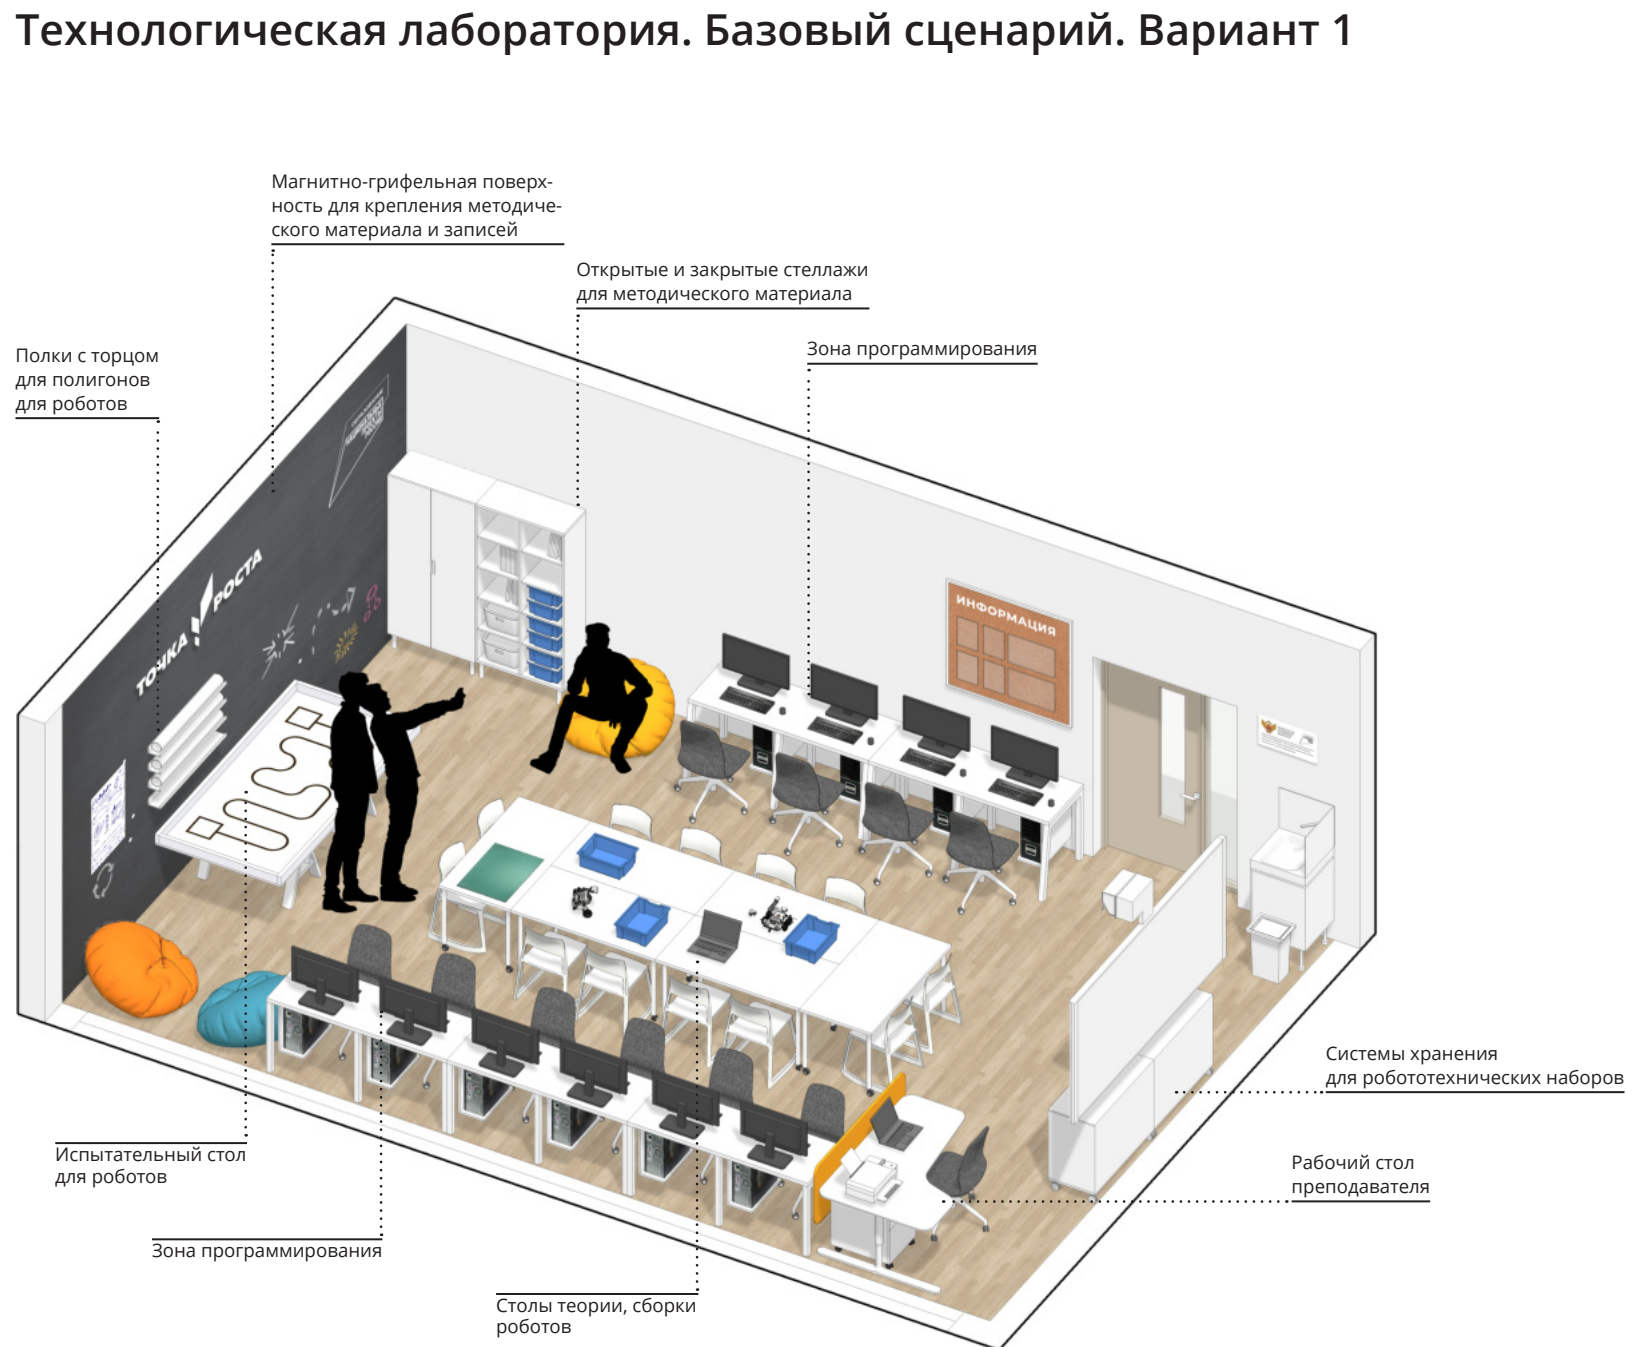 Технологическая лаборатория. Базовый сценарий. Вариант 1
Магнитно-грифельная поверх-
ность для крепления методиче-
ского материала и записей
Открытые и закрытые стеллажи
для методического материала
Зона программирования
Полки с торцом
для полигонов
для роботов
ТОЧКА РОСТА
ИНФОРМАЦИЯ
Системы хранения
для робототехнических наборов
Испытательный стол
для роботов
Рабочий стол
преподавателя
Зона программирования
Столы теории, сборки
роботов